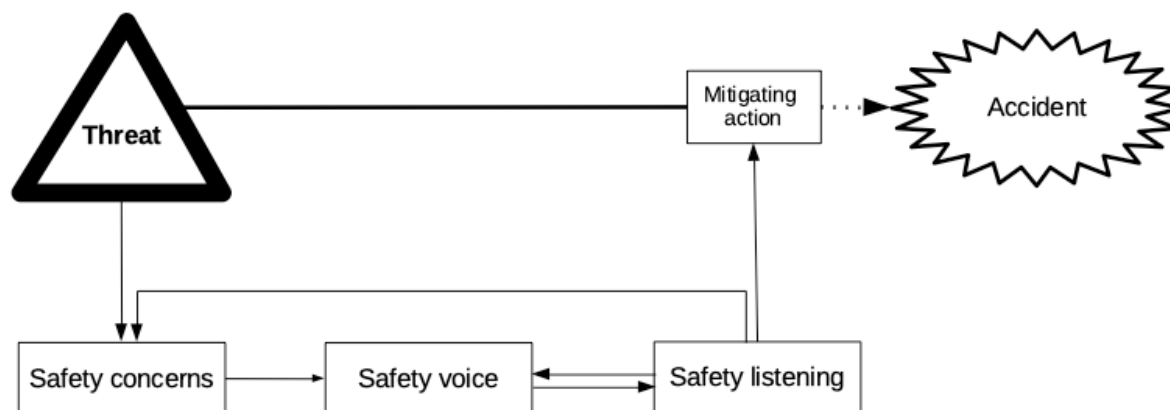 Threat
Mitigating
action
Accident
Safety concerns
Safety voice
Safety listening